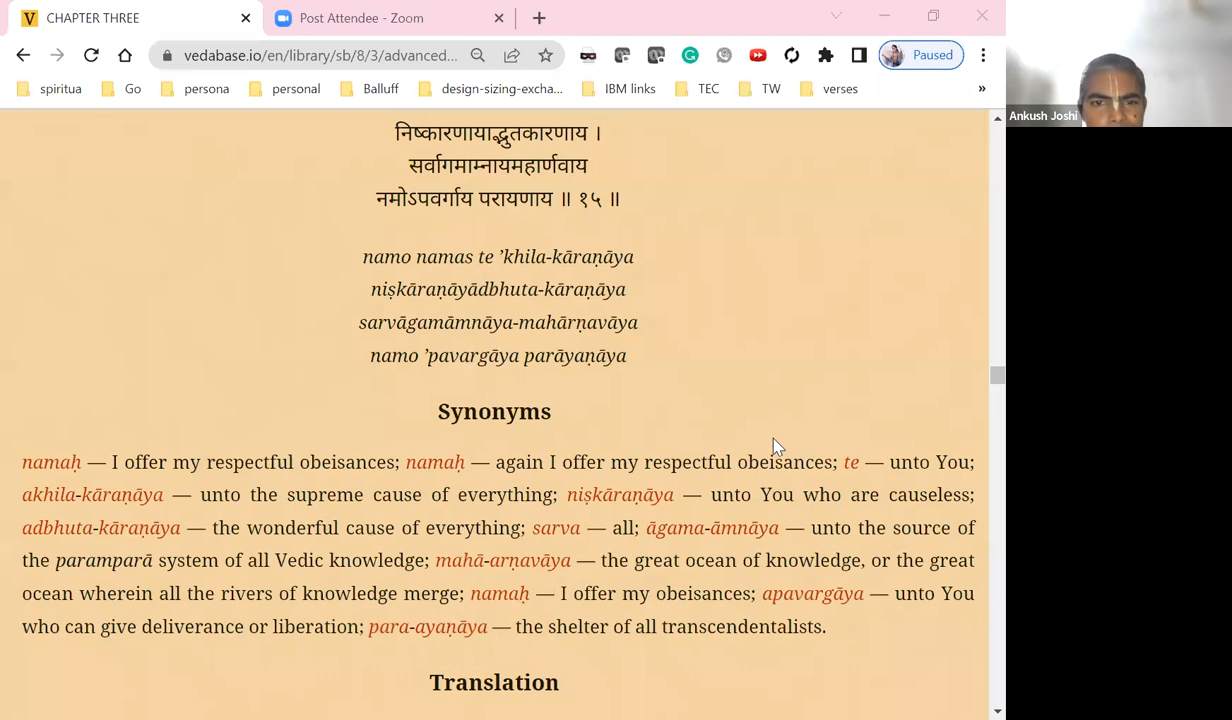 CHAPTER THREE
Post Attendee - Zoom
vedabase.io/en/library/sb/8/3/advanced...
Paused
spiritua
Go
persona
personal
Balluff
design-sizing-excha...
IBM links
TEC
TW
verses
»
Ankush Joshi
निष्कारणायाद्भुतकारणाय ।
सर्वागमाम्नायमहार्णवाय
नमोऽपवर्गाय परायणाय ॥ १५ ॥
namo namas te ’khila-kāraṇāya
niṣkāraṇāyādbhuta-kāraṇāya
sarvāgamāmnāya-mahārṇavāya
namo ’pavargāya parāyaṇāya
Synonyms
namaḥ — I offer my respectful obeisances; namaḥ — again I offer my respectful obeisances; te — unto You;
akhila-kāraṇāya — unto the supreme cause of everything; niṣkāraṇāya — unto You who are causeless;
adbhuta-kāraṇāya — the wonderful cause of everything; sarva — all; āgama-āmnāya — unto the source of
the paramparā system of all Vedic knowledge; mahā-arṇavāya — the great ocean of knowledge, or the great
ocean wherein all the rivers of knowledge merge; namaḥ — I offer my obeisances; apavargāya — unto You
who can give deliverance or liberation; para-ayaṇāya — the shelter of all transcendentalists.
Translation